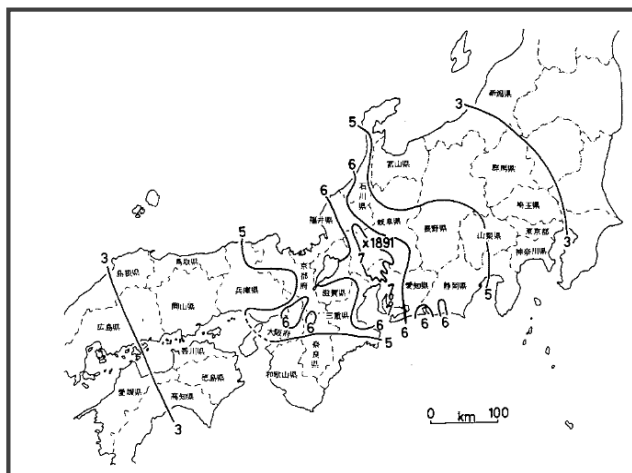 新潟県
3
5
富山県
群馬県
6
石川県
6
埼玉県
福井県
岐阜県
長野県
山梨県
東京都
×1891
3
神奈川県
5
7
京都府
3
鳥取県
島根県
兵庫県
滋賀県
愛知県
静岡県
7
5
岡山県
三重県
広島県
6
6
6
6
6
6
大阪府
5
香川県
奈良県
徳島県
和歌山県
愛媛県
高知県
0 km 100
3